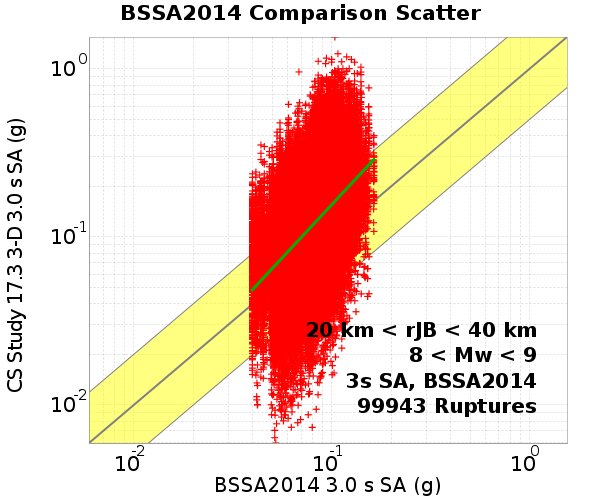 BSSA2014 Comparison Scatter
CS Study 17.3 3-D 3.0 s SA (g)
10^0
10^-1
10^-2
20 km < rJB < 40 km
8 < Mw < 9
3s SA, BSSA2014
99943 Ruptures
10^-2 10^-1 10^0
BSSA2014 3.0 s SA (g)